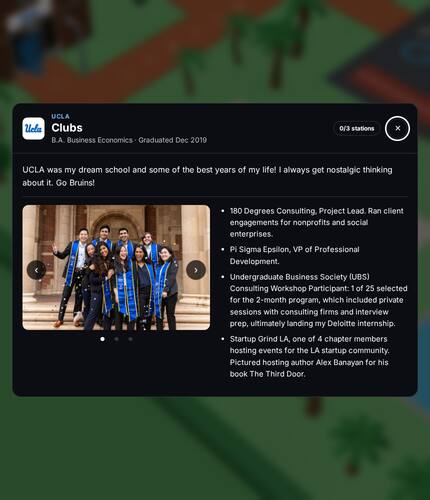 Ucla
UCLA
Clubs
B.A. Business Economics · Graduated Dec 2019
0/3 stations
×
UCLA was my dream school and some of the best years of my life! I always get nostalgic thinking
about it. Go Bruins!
‹
›
• 180 Degrees Consulting, Project Lead. Ran client
engagements for nonprofits and social
enterprises.
• Pi Sigma Epsilon, VP of Professional
Development.
• Undergraduate Business Society (UBS)
Consulting Workshop Participant: 1 of 25 selected
for the 2-month program, which included private
sessions with consulting firms and interview
prep, ultimately landing my Deloitte internship.
• Startup Grind LA, one of 4 chapter members
hosting events for the LA startup community.
Pictured hosting author Alex Banayan for his
book The Third Door.